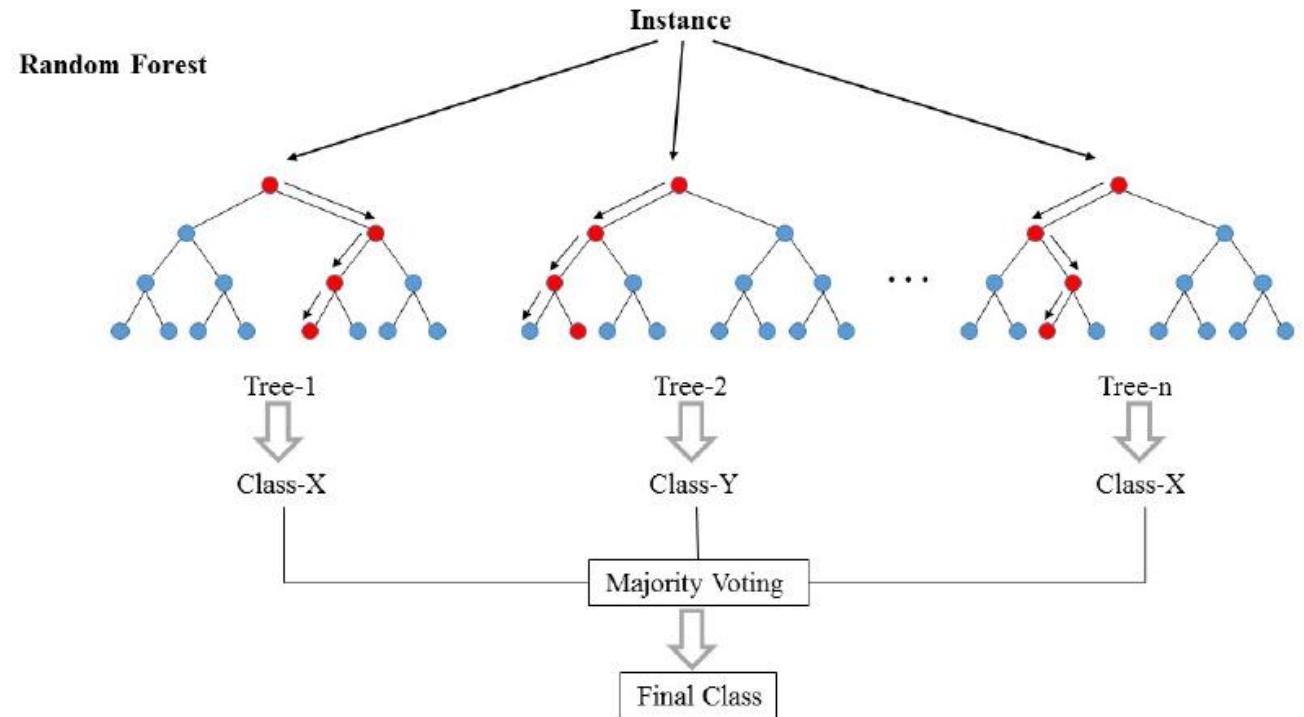 Instance
Random Forest
...
Tree-1
Tree-2
Tree-n
Class-X
Class-Y
Class-X
Majority Voting
Final Class